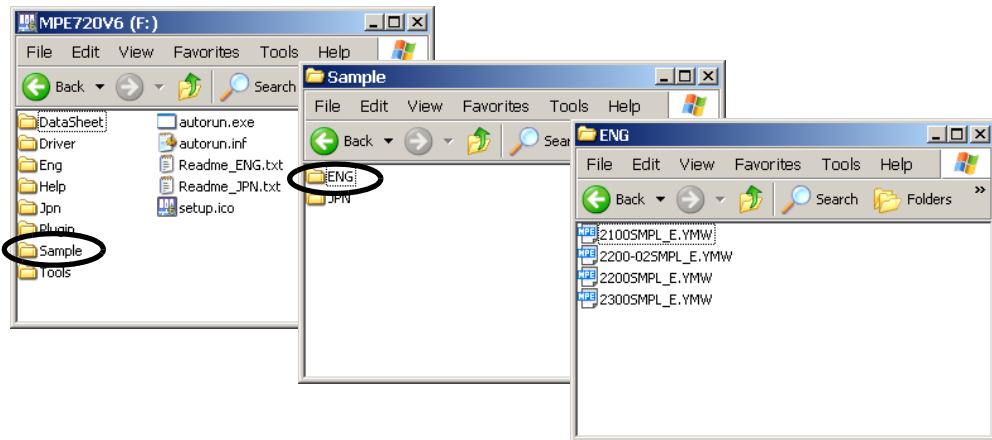 MPE720V6 (F:)
File Edit View Favorites Tools Help
Back Search
DataSheet
Driver
Eng
Help
Jpn
Plugin
Sample
Tools
autorun.exe
autorun.inf
Readme_ENG.txt
Readme_JPN.txt
setup.ico
Sample
File Edit View Favorites Tools Help
Back Sear
ENG
JPN
ENG
File Edit View Favorites Tools Help
Back Search Folders »
2100SMPL_E.YMW
2200-02SMPL_E.YMW
2200SMPL_E.YMW
2300SMPL_E.YMW